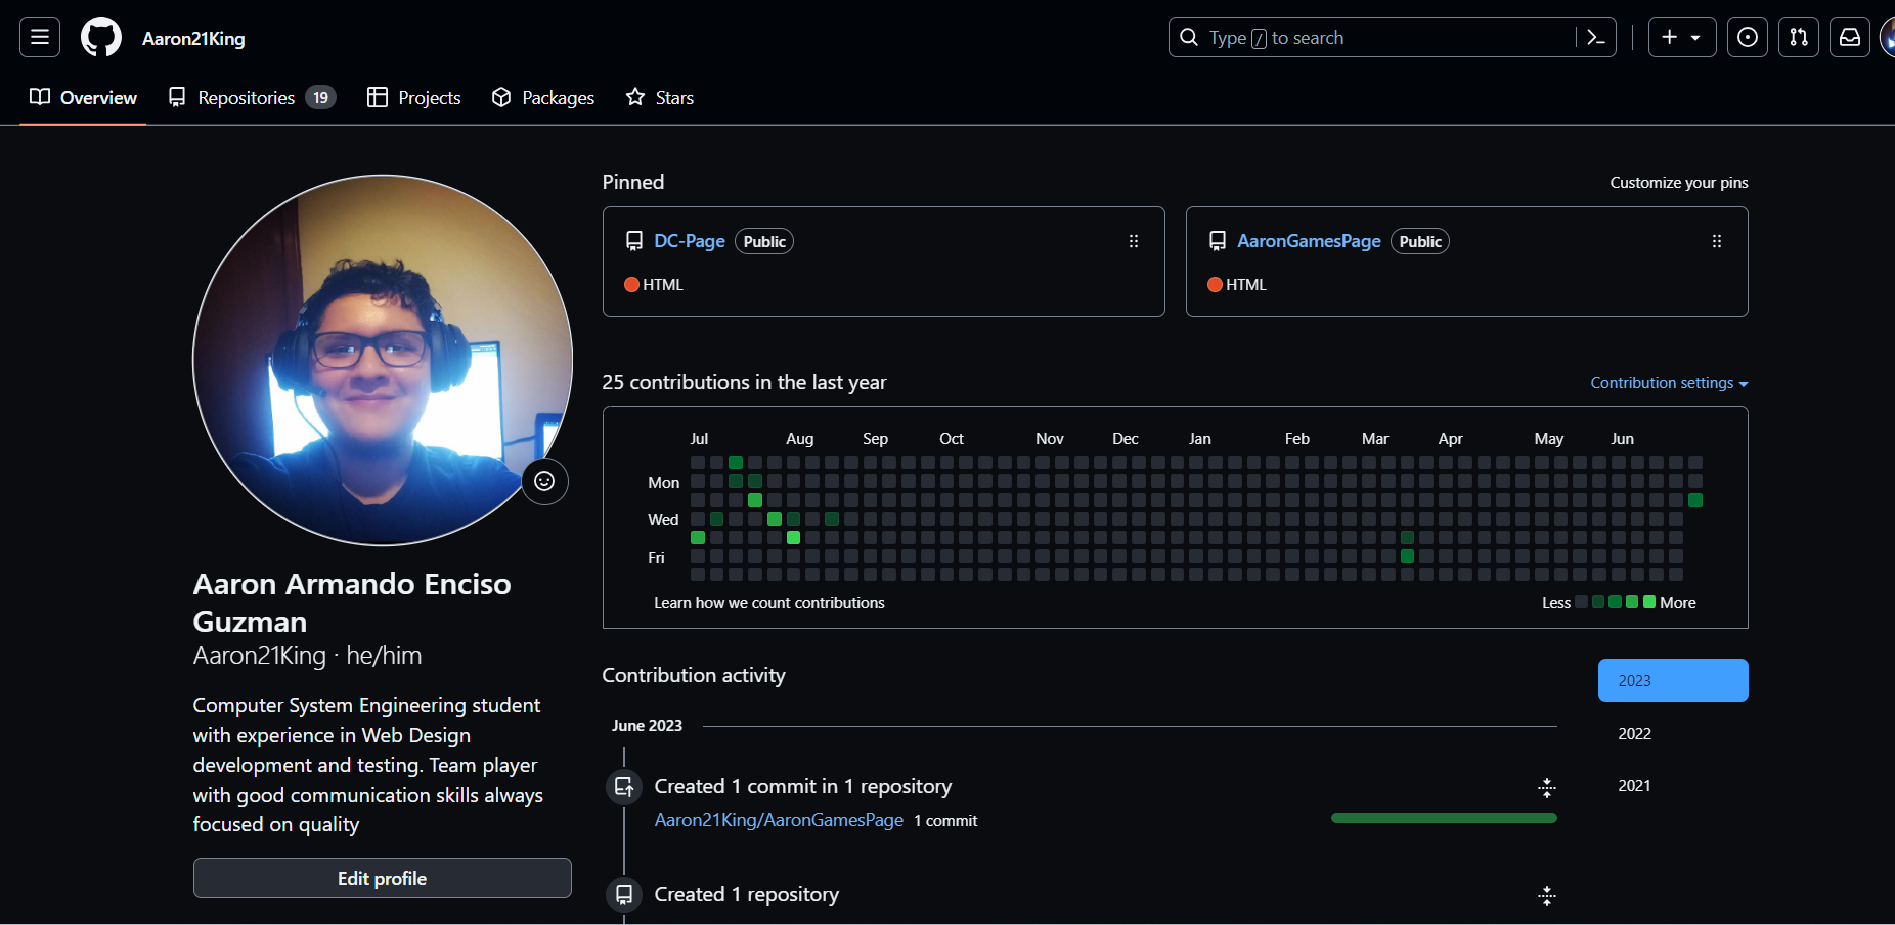 Aaron21King
Type / to search
Overview
Repositories 19
Projects
Packages
Stars
Pinned
Customize your pins
DC-Page Public
HTML
AaronGamesPage Public
HTML
25 contributions in the last year
Contribution settings
Jul Aug Sep Oct Nov Dec Jan Feb Mar Apr May Jun
Mon
Wed
Fri
Learn how we count contributions
Less More
Aaron Armando Enciso
Guzman
Aaron21King · he/him
Computer System Engineering student
with experience in Web Design
development and testing. Team player
with good communication skills always
focused on quality
Edit profile
Contribution activity
2023
2022
2021
June 2023
Created 1 commit in 1 repository
Aaron21King/AaronGamesPage 1 commit
Created 1 repository